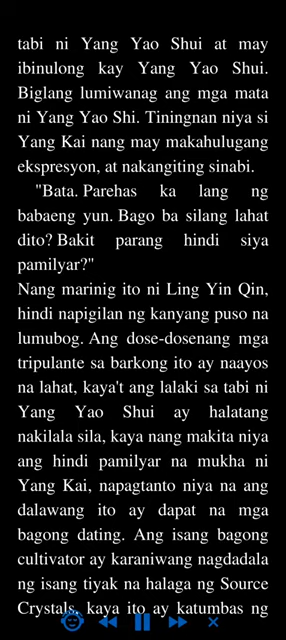 tabi ni Yang Yao Shui at may
ibinulong kay Yang Yao Shui.
Biglang lumiwanag ang mga mata
ni Yang Yao Shi. Tiningnan niya si
Yang Kai nang may makahulugang
ekspresyon, at nakangiting sinabi.
"Bata. Parehas ka lang ng
babaeng yun. Bago ba silang lahat
dito? Bakit parang hindi siya
pamilyar?"
Nang marinig ito ni Ling Yin Qin,
hindi napigilan ng kanyang puso na
lumubog. Ang dose-dosenang mga
tripulante sa barkong ito ay naayos
na lahat, kaya't ang lalaki sa tabi ni
Yang Yao Shui ay halatang
nakilala sila, kaya nang makita niya
ang hindi pamilyar na mukha ni
Yang Kai, napagtanto niya na ang
dalawang ito ay dapat na mga
bagong dating. Ang isang bagong
cultivator ay karaniwang nagdadala
ng isang tiyak na halaga ng Source
Crystals, kaya ito ay katumbas ng